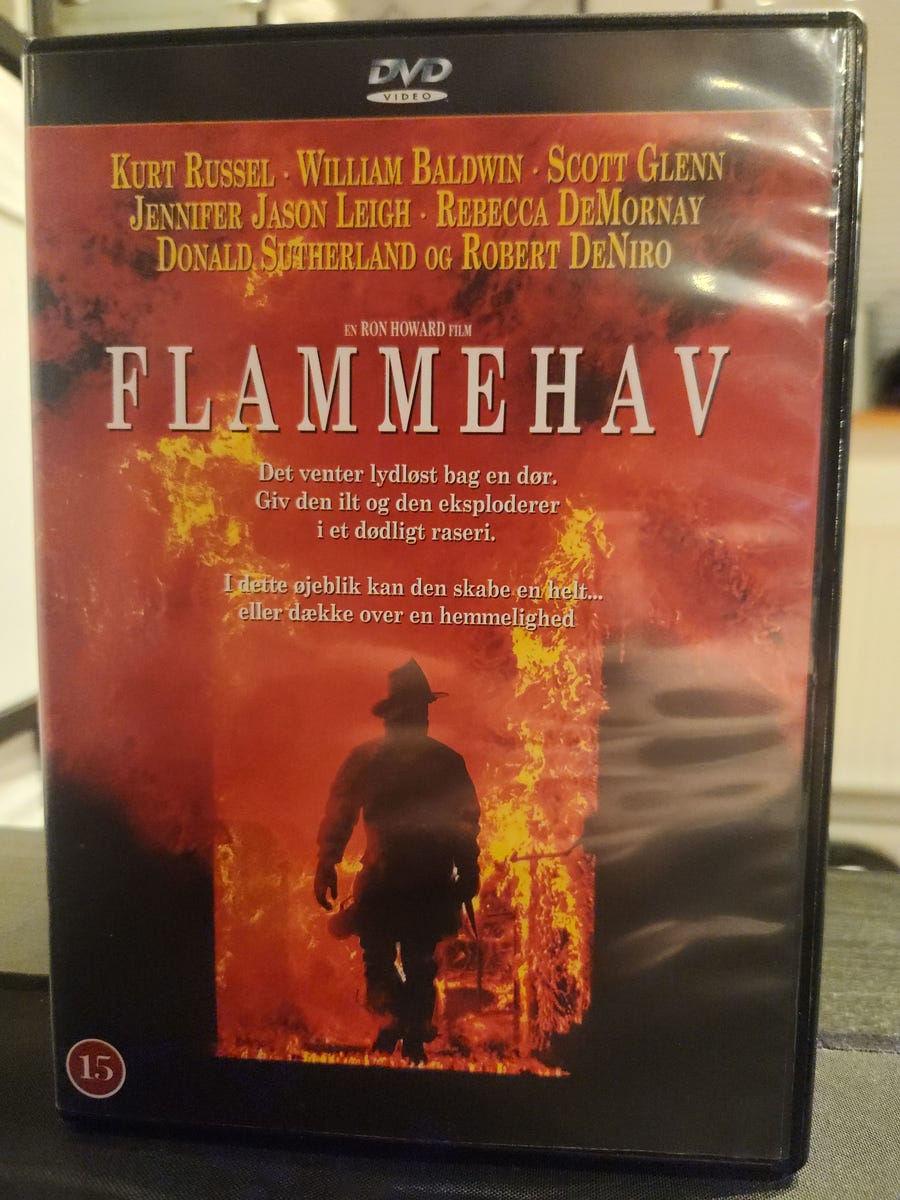 DVD
VIDEO
KURT RUSSEL · WILLIAM BALDWIN · SCOTT GLENN
JENNIFER JASON LEIGH · REBECCA DEMORNAY
DONALD SUTHERLAND OG ROBERT DENIRO
EN RON HOWARD FILM
FLAMMEHAV
Det venter lydløst bag en dør.
Giv den ilt og den eksploderer
i et dødligt raseri.
I dette øjeblik kan den skabe en helt...
eller dække over en hemmelighed
15